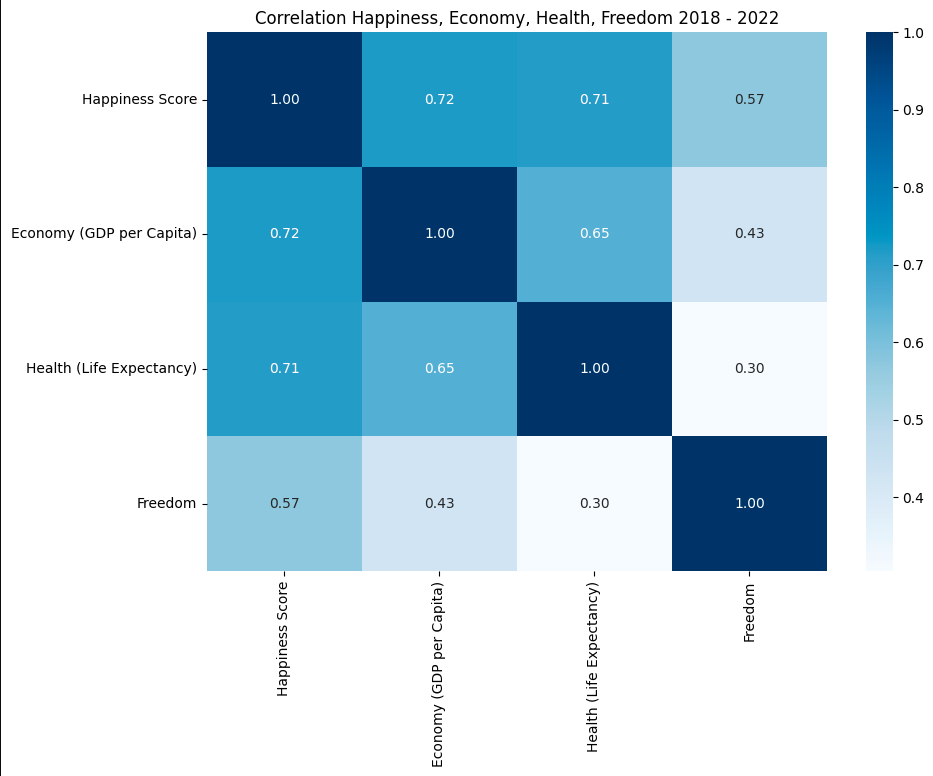 Correlation Happiness, Economy, Health, Freedom 2018 - 2022
Happiness Score
1.00 0.72 0.71 0.57
Economy (GDP per Capita)
0.72 1.00 0.65 0.43
Health (Life Expectancy)
0.71 0.65 1.00 0.30
Freedom
0.57 0.43 0.30 1.00
Happiness Score
Economy (GDP per Capita)
Health (Life Expectancy)
Freedom
1.0
0.9
0.8
0.7
0.6
0.5
0.4